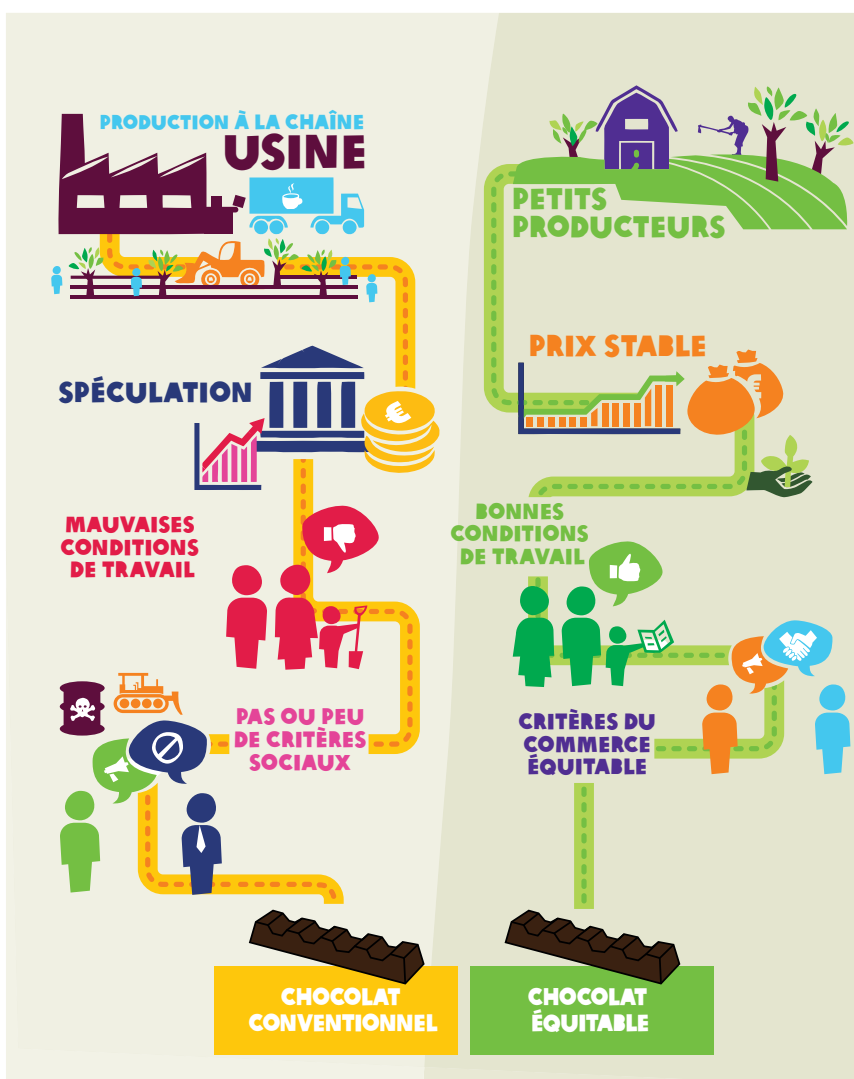 PRODUCTION À LA CHAÎNE
USINE
SPÉCULATION
€
MAUVAISES
CONDITIONS
DE TRAVAIL
PAS OU PEU
DE CRITÈRES
SOCIAUX
CHOCOLAT
CONVENTIONNEL
PETITS
PRODUCTEURS
PRIX STABLE
€
BONNES
CONDITIONS
DE TRAVAIL
CRITÈRES DU
COMMERCE
ÉQUITABLE
CHOCOLAT
ÉQUITABLE